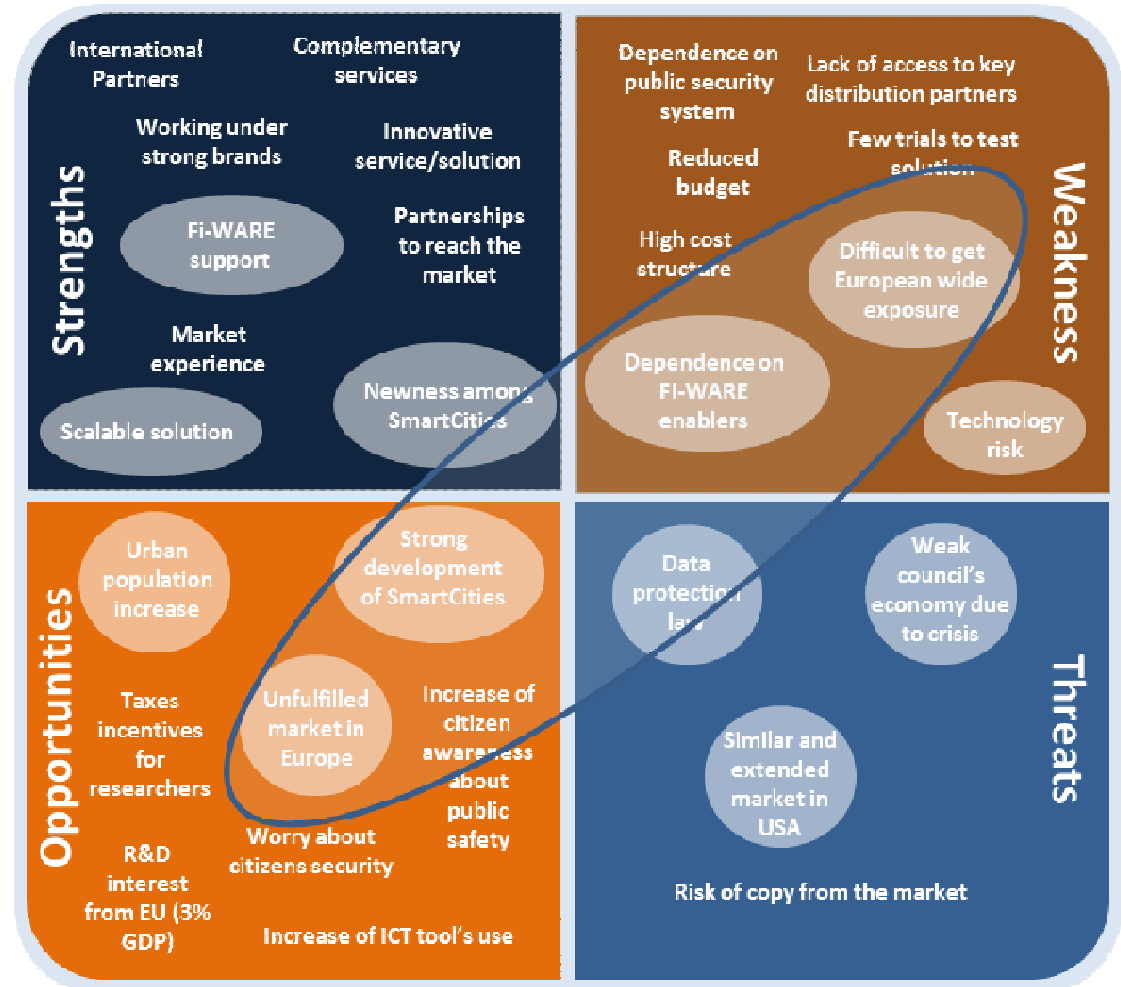 Strengths
International
Partners
Complementary
services
Working under
strong brands
Innovative
service/solution
Fi-WARE
support
Partnerships
to reach the
market
Market
experience
Scalable solution
Newness among
SmartCities
Weakness
Dependence on
public security
system
Lack of access to key
distribution partners
Reduced
budget
Few trials to test
solution
High cost
structure
Difficult to get
European wide
exposure
Dependence on
FI-WARE
enablers
Technology
risk
Opportunities
Urban
population
increase
Strong
development
of SmartCities
Taxes
incentives
for
researchers
Unfulfilled
market in
Europe
Increase of
citizen
awareness
about
public
safety
Worry about
citizens security
R&D
interest
from EU (3%
GDP)
Increase of ICT tool's use
Threats
Data
protection
law
Weak
council's
economy due
to crisis
Similar and
extended
market in
USA
Risk of copy from the market